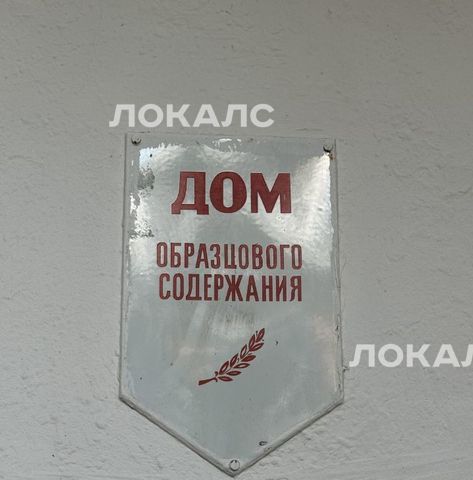 ЛОКАЛС
ДОМ
ОБРАЗЦОВОГО
СОДЕРЖАНИЯ
ЛОКАЛС